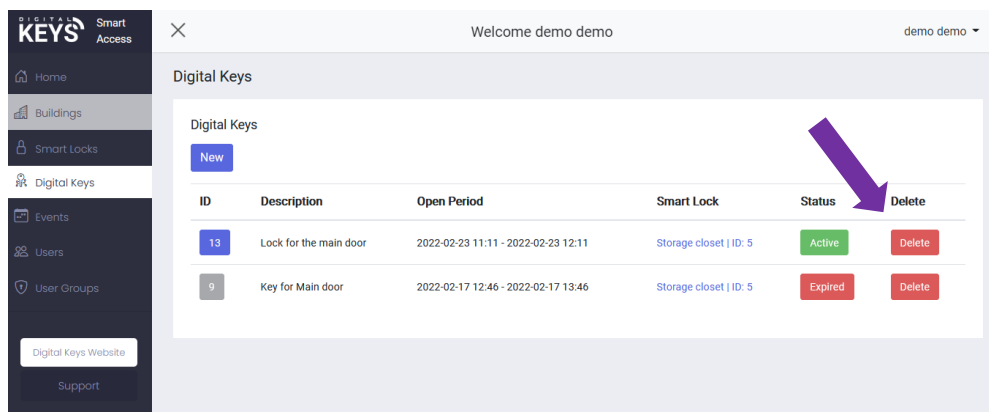 DIGITAL
KEYS
Smart
Access
Welcome demo demo
demo demo
Home
Buildings
Smart Locks
Digital Keys
Events
Users
User Groups
Digital Keys Website
Support
Digital Keys
Digital Keys
New
ID Description Open Period Smart Lock Status Delete
13 Lock for the main door 2022-02-23 11:11 - 2022-02-23 12:11 Storage closet | ID: 5 Active Delete
9 Key for Main door 2022-02-17 12:46 - 2022-02-17 13:46 Storage closet | ID: 5 Expired Delete